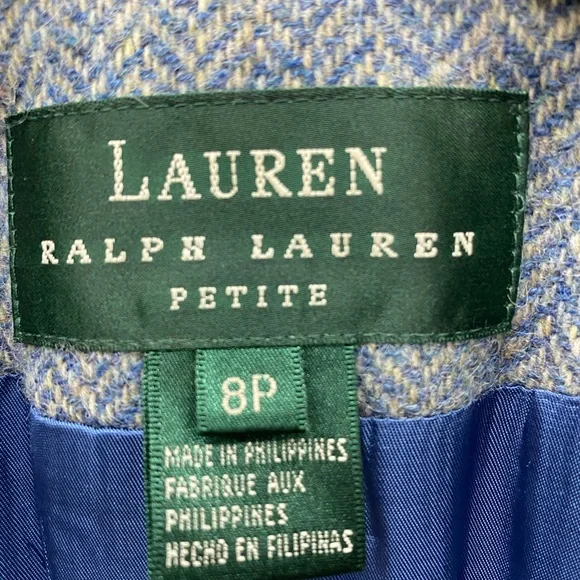 LAUREN
RALPH LAUREN
PETITE
8P
MADE IN PHILIPPINES
FABRIQUE AUX
PHILIPPINES
HECHO EN FILIPINAS